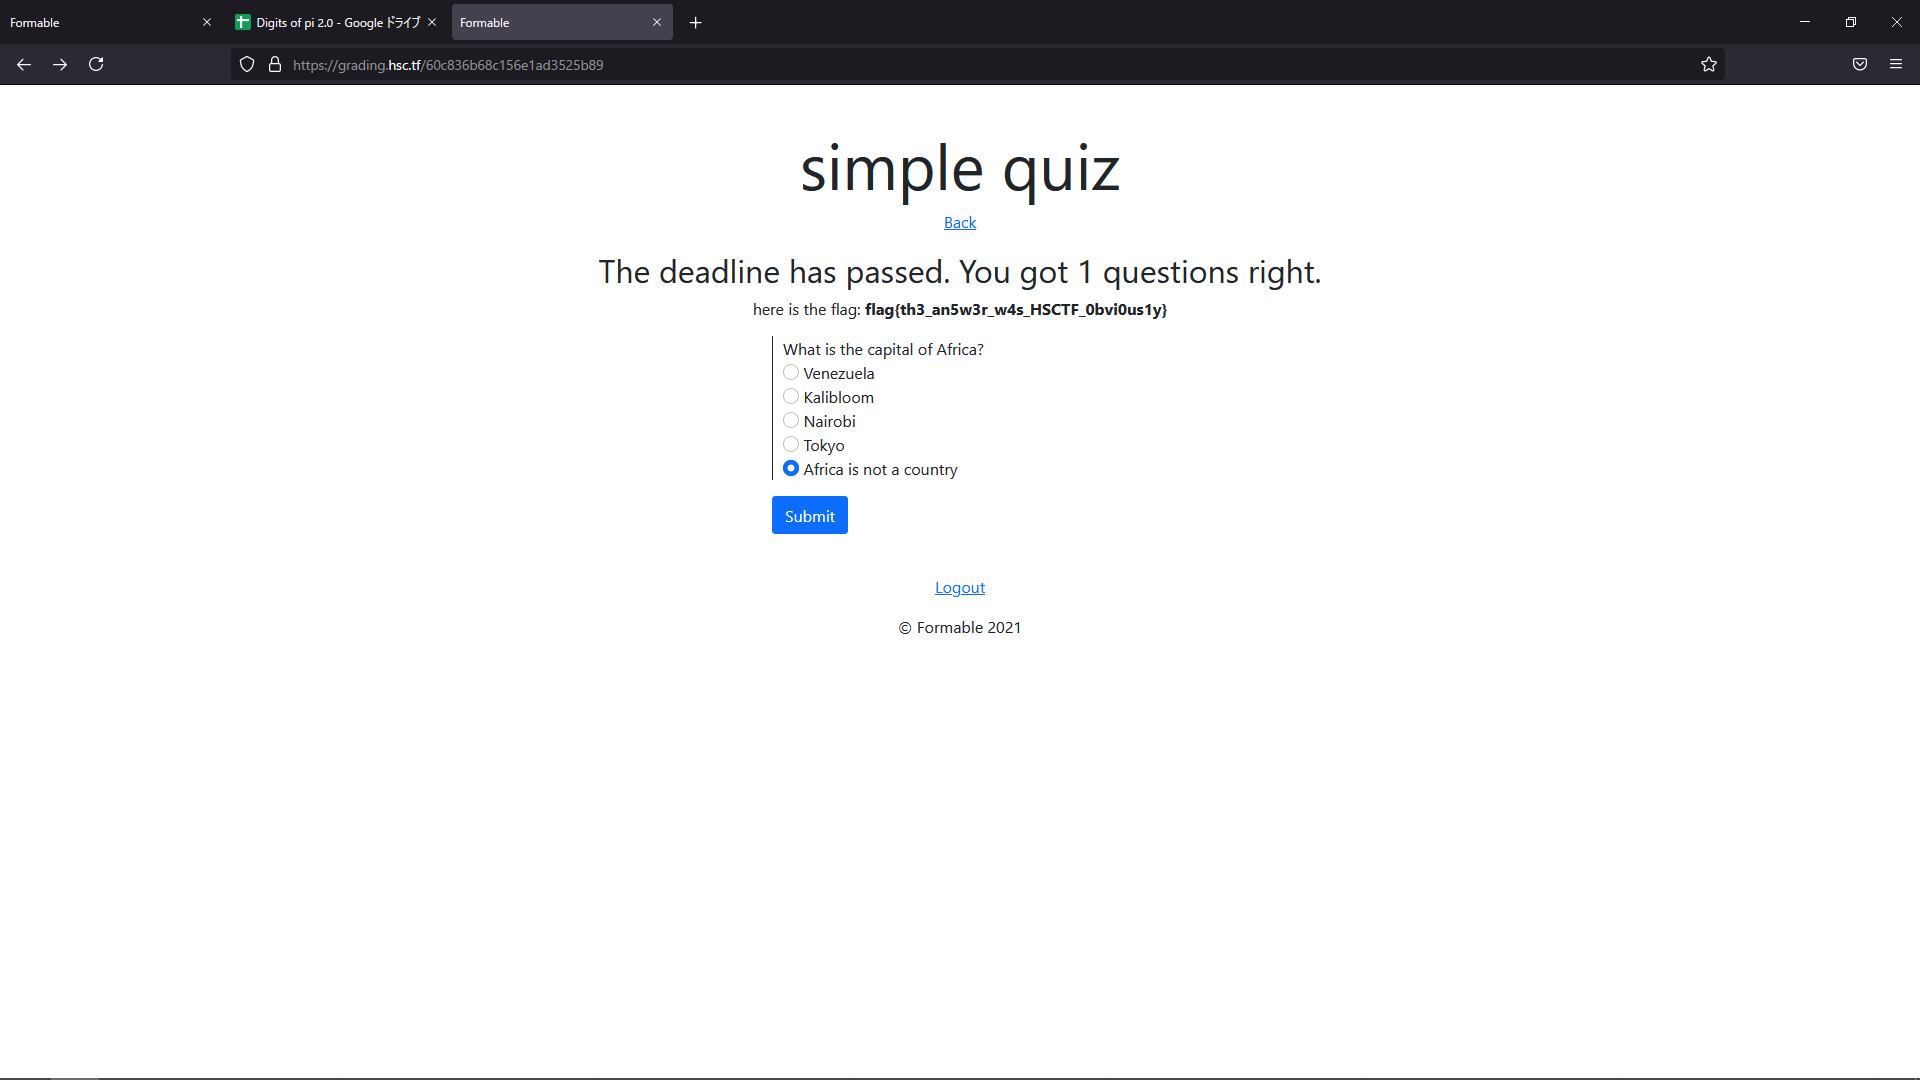 Formable
Digits of pi 2.0 - Google ドライブ
Formable
https://grading.hsc.tf/60c836b68c156e1ad3525b89
simple quiz
Back
The deadline has passed. You got 1 questions right.
here is the flag: flag{th3_an5w3r_w4s_HSCTF_0bvi0us1y}
What is the capital of Africa?
Venezuela
Kalibloom
Nairobi
Tokyo
Africa is not a country
Submit
Logout
© Formable 2021